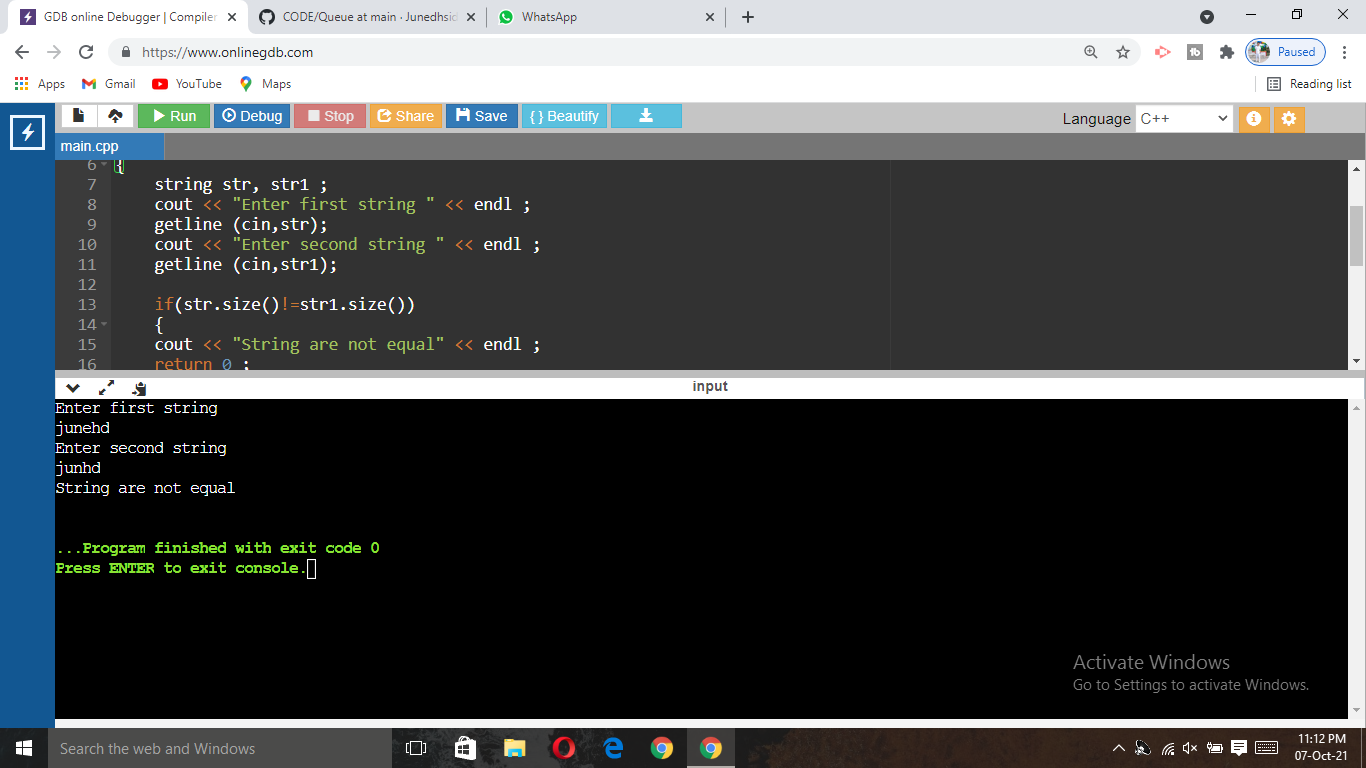 GDB online Debugger | Compiler
CODE/Queue at main · Junedhsid
WhatsApp
https://www.onlinegdb.com
Paused
Apps Gmail YouTube Maps
Reading list
Run Debug Stop Share Save { } Beautify
Language C++
main.cpp
6 {
7 string str, str1 ;
8 cout << "Enter first string " << endl ;
9 getline (cin,str);
10 cout << "Enter second string " << endl ;
11 getline (cin,str1);
12
13 if(str.size()!=str1.size())
14 {
15 cout << "String are not equal" << endl ;
16 return 0 ;
input
Enter first string
junehd
Enter second string
junhd
String are not equal
...Program finished with exit code 0
Press ENTER to exit console.
Activate Windows
Go to Settings to activate Windows.
Search the web and Windows
11:12 PM
07-Oct-21